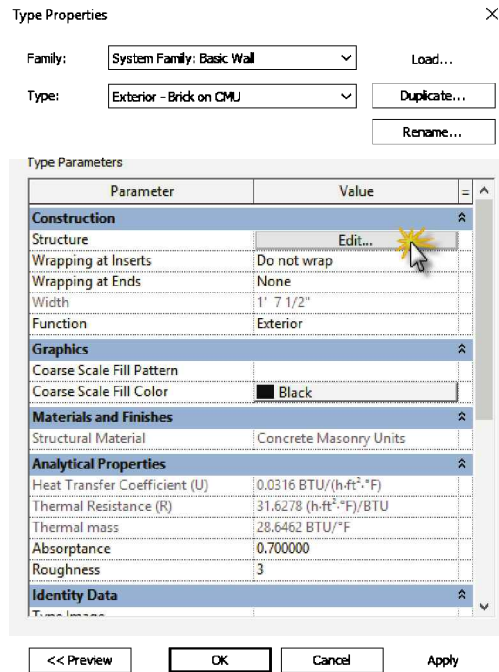 Type Properties
Family: System Family: Basic Wall Load...
Type: Exterior - Brick on CMU Duplicate...
Rename...
Type Parameters
Parameter Value =
Construction
Structure Edit...
Wrapping at Inserts Do not wrap
Wrapping at Ends None
Width 1' 7 1/2"
Function Exterior
Graphics
Coarse Scale Fill Pattern
Coarse Scale Fill Color Black
Materials and Finishes
Structural Material Concrete Masonry Units
Analytical Properties
Heat Transfer Coefficient (U) 0.0316 BTU/(h·ft²·°F)
Thermal Resistance (R) 31.6278 (h·ft²·°F)/BTU
Thermal mass 28.6462 BTU/°F
Absorptance 0.700000
Roughness 3
Identity Data
Type Image
<< Preview OK Cancel Apply